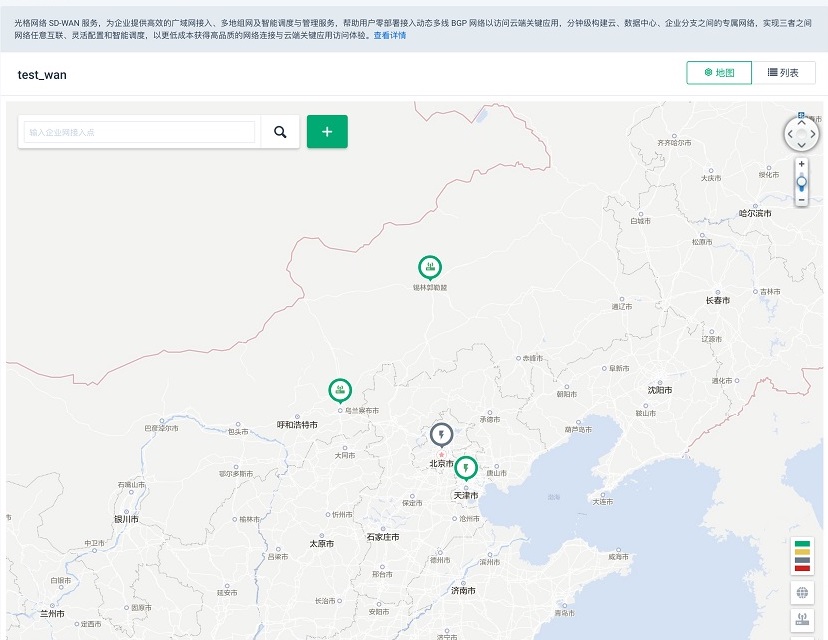 光格网络 SD-WAN 服务，为企业提供高效的广域网接入、多地组网及智能调度与管理服务，帮助用户零部署接入动态多线 BGP 网络以访问云端关键应用，分钟级构建云、数据中心、企业分支之间的专属网络，实现三者之间
网络任意互联、灵活配置和智能调度，以更低成本获得高品质的网络连接与云端关键应用访问体验。查看详情
test_wan
地图
列表
输入企业网接入点
齐齐哈尔市
大庆市
绥化市
哈尔滨市
白城市
松原市
锡林郭勒盟
吉林市
长春市
通辽市
辽源市
赤峰市
阜新市
通化市
沈阳市
朝阳市
乌兰察布市
鞍山市
承德市
呼和浩特市
葫芦岛市
巴彦淖尔市
包头市
大同市
北京市
鄂尔多斯市
唐山市
石嘴山市
天津市
渤海
大连市
保定市
银川市
榆林市
忻州市
沧州市
太原市
石家庄市
中卫市
吕梁市
德州市
滨州市
威海市
白银市
邢台市
延安市
济南市
兰州市
固原市
长治市
安阳市
青岛市
定西市
济宁市